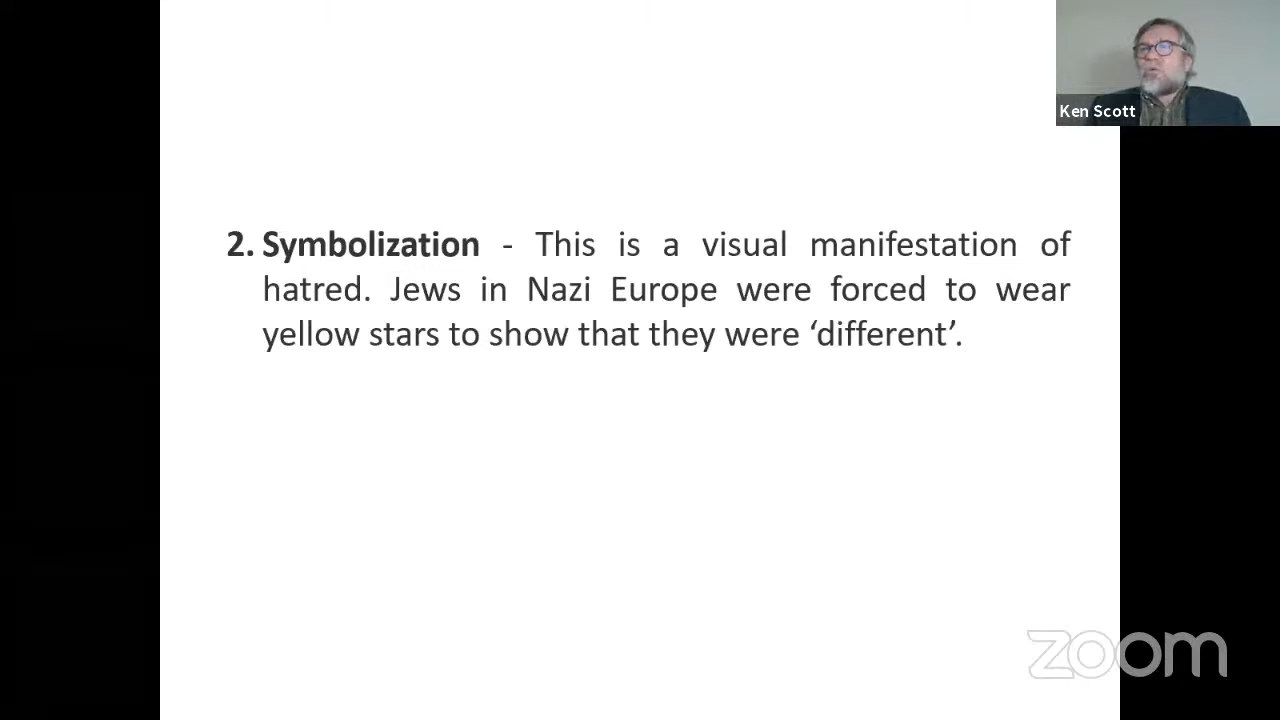 Ken Scott
2. Symbolization - This is a visual manifestation of
hatred. Jews in Nazi Europe were forced to wear
yellow stars to show that they were ‘different’.
zoom